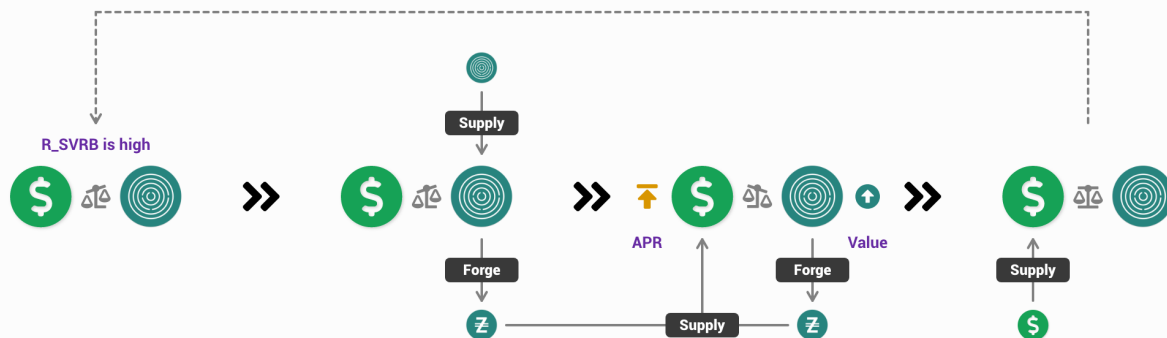 Supply
R_SVRB is high
$
$
$
$
APR
Value
Forge
Forge
Supply
Ƶ
Supply
Ƶ
$